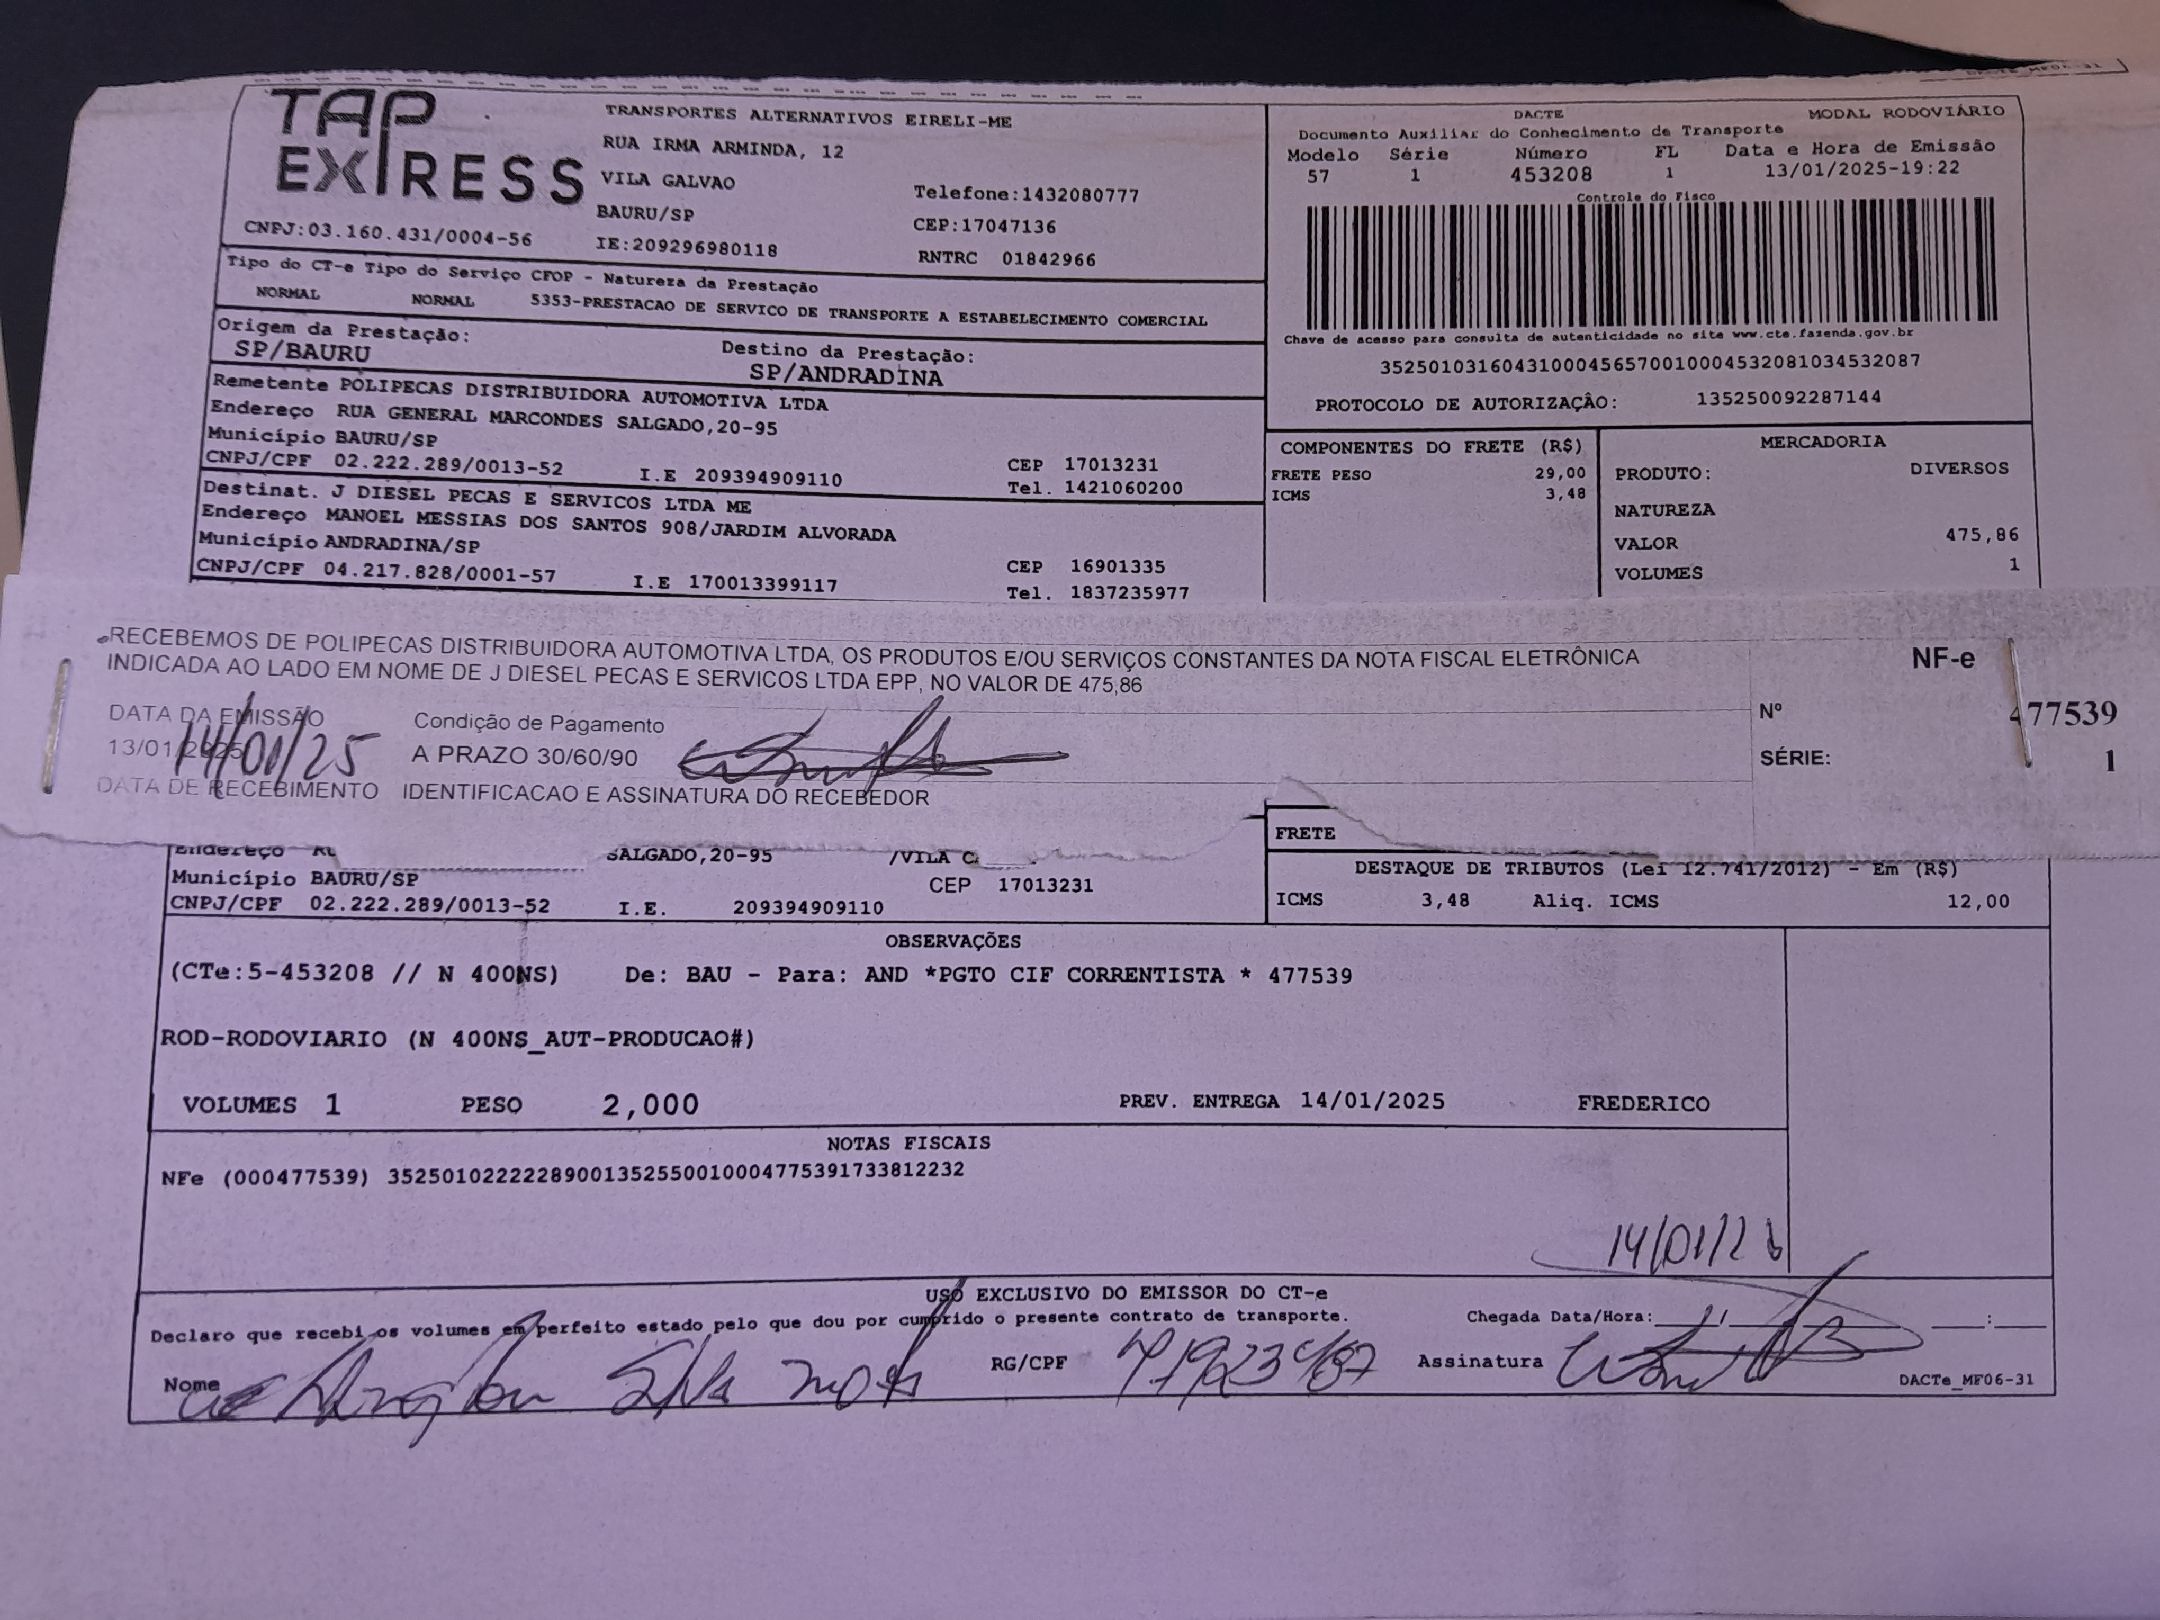 TAP
EXPRESS
TRANSPORTES ALTERNATIVOS EIRELI-ME
RUA IRMA ARMINDA, 12
VILA GALVAO
Telefone:1432080777
BAURU/SP
CEP:17047136
CNPJ:03.160.431/0004-56
IE:209296980118
RNTRC 01842966
DACTE
MODAL RODOVIÁRIO
Documento Auxiliar do Conhecimento de Transporte
Modelo Série Número FL Data e Hora de Emissão
57 1 453208 1 13/01/2025-19:22
Controle do Fisco
Chave de acesso para consulta de autenticidade no site www.cte.fazenda.gov.br
35250103160431000456570010004532081034532087
PROTOCOLO DE AUTORIZAÇÂO: 135250092287144
Tipo do CT-e Tipo do Serviço CFOP - Natureza da Prestação
NORMAL NORMAL 5353-PRESTACAO DE SERVICO DE TRANSPORTE A ESTABELECIMENTO COMERCIAL
Origem da Prestação:
SP/BAURU
Destino da Prestação:
SP/ANDRADINA
Remetente POLIPECAS DISTRIBUIDORA AUTOMOTIVA LTDA
Endereço RUA GENERAL MARCONDES SALGADO,20-95
Município BAURU/SP
CEP 17013231
CNPJ/CPF 02.222.289/0013-52 I.E 209394909110
Tel. 1421060200
Destinat. J DIESEL PECAS E SERVICOS LTDA ME
Endereço MANOEL MESSIAS DOS SANTOS 908/JARDIM ALVORADA
Município ANDRADINA/SP
CEP 16901335
CNPJ/CPF 04.217.828/0001-57 I.E 170013399117
Tel. 1837235977
COMPONENTES DO FRETE (R$)
FRETE PESO 29,00
ICMS 3,48
MERCADORIA
PRODUTO: DIVERSOS
NATUREZA
VALOR 475,86
VOLUMES 1
RECEBEMOS DE POLIPECAS DISTRIBUIDORA AUTOMOTIVA LTDA, OS PRODUTOS E/OU SERVIÇOS CONSTANTES DA NOTA FISCAL ELETRÔNICA
INDICADA AO LADO EM NOME DE J DIESEL PECAS E SERVICOS LTDA EPP, NO VALOR DE 475,86
NF-e
Nº 477539
SÉRIE: 1
DATA DA EMISSÃO
Condição de Pagamento
13/01/2025
14/01/25
A PRAZO 30/60/90
DATA DE RECEBIMENTO IDENTIFICACAO E ASSINATURA DO RECEBEDOR
FRETE
Endereço SALGADO,20-95
Município BAURU/SP
CEP 17013231
CNPJ/CPF 02.222.289/0013-52 I.E. 209394909110
DESTAQUE DE TRIBUTOS (Lei 12.741/2012) - Em (R$)
ICMS 3,48 Aliq. ICMS 12,00
OBSERVAÇÕES
(CTe:5-453208 // N 400NS) De: BAU - Para: AND *PGTO CIF CORRENTISTA * 477539
ROD-RODOVIARIO (N 400NS_AUT-PRODUCAO#)
VOLUMES 1 PESO 2,000 PREV. ENTREGA 14/01/2025 FREDERICO
NOTAS FISCAIS
NFe (000477539) 35250102222289001352550010004775391733812232
USO EXCLUSIVO DO EMISSOR DO CT-e
Declaro que recebi os volumes em perfeito estado pelo que dou por cumprido o presente contrato de transporte.
Chegada Data/Hora:
Nome
RG/CPF
Assinatura
DACTe_MF06-31